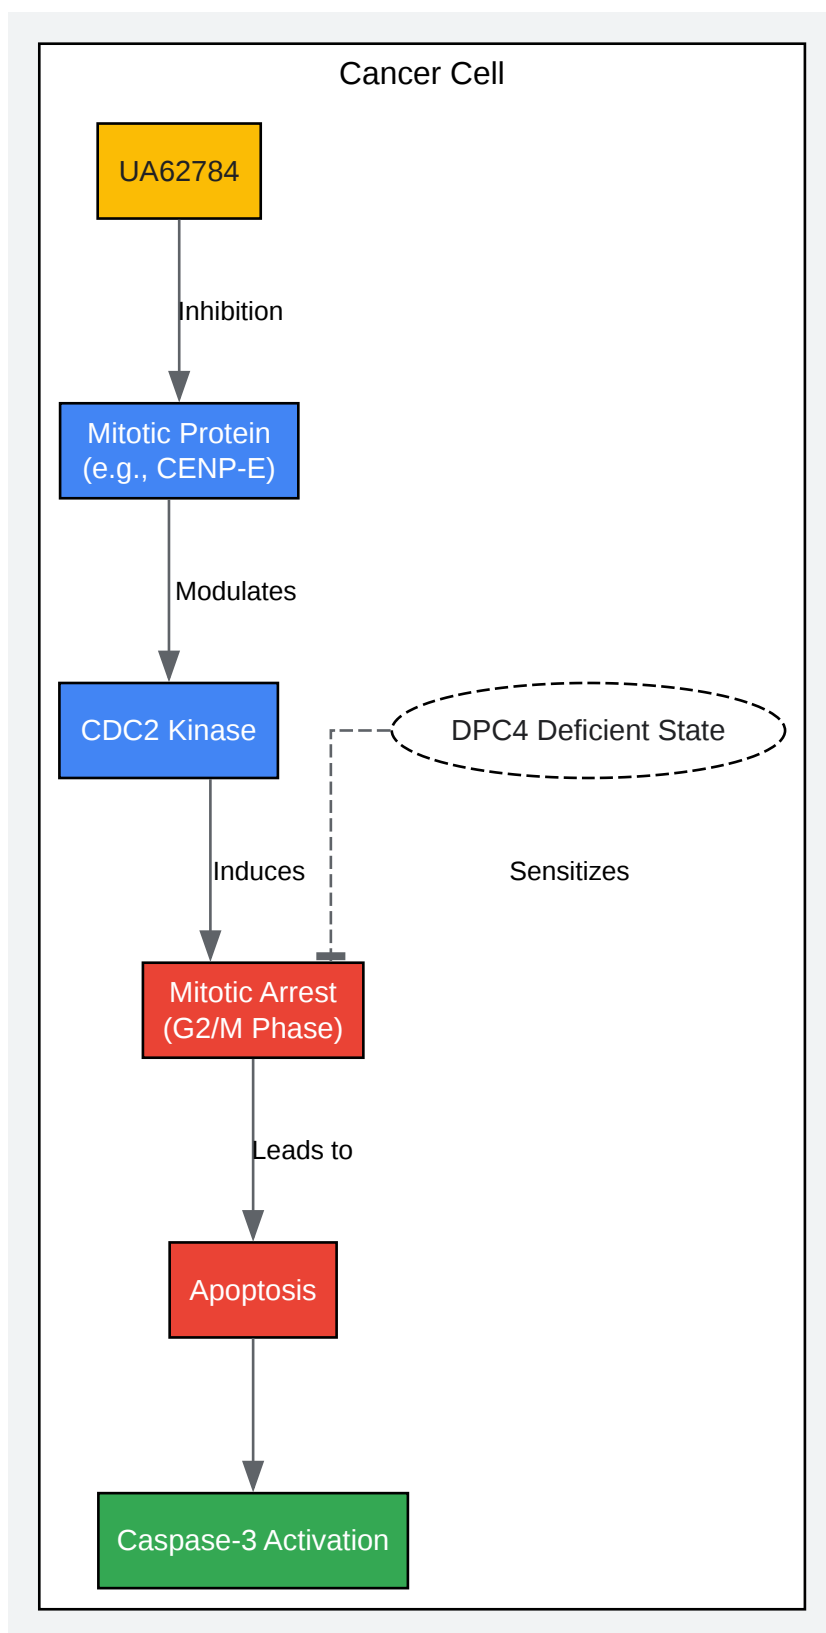 Cancer Cell
UA62784
Inhibition
Mitotic Protein
(e.g., CENP-E)
Modulates
CDC2 Kinase
DPC4 Deficient State
Induces
Sensitizes
Mitotic Arrest
(G2/M Phase)
Leads to
Apoptosis
Caspase-3 Activation